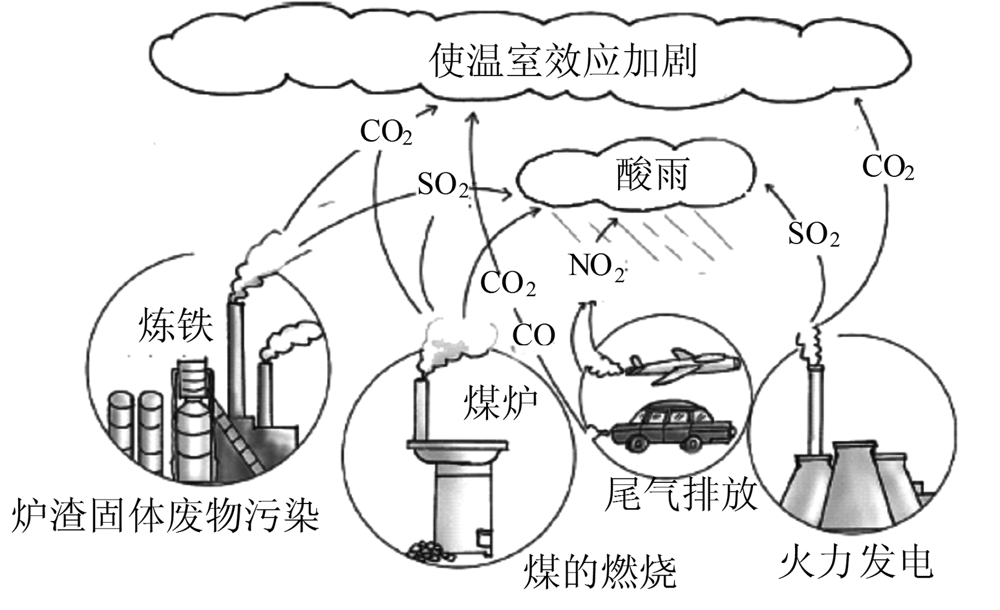 使温室效应加剧
CO₂
SO₂
酸雨
CO₂
SO₂
NO₂
CO₂
CO
炼铁
煤炉
尾气排放
炉渣固体废物污染
煤的燃烧
火力发电